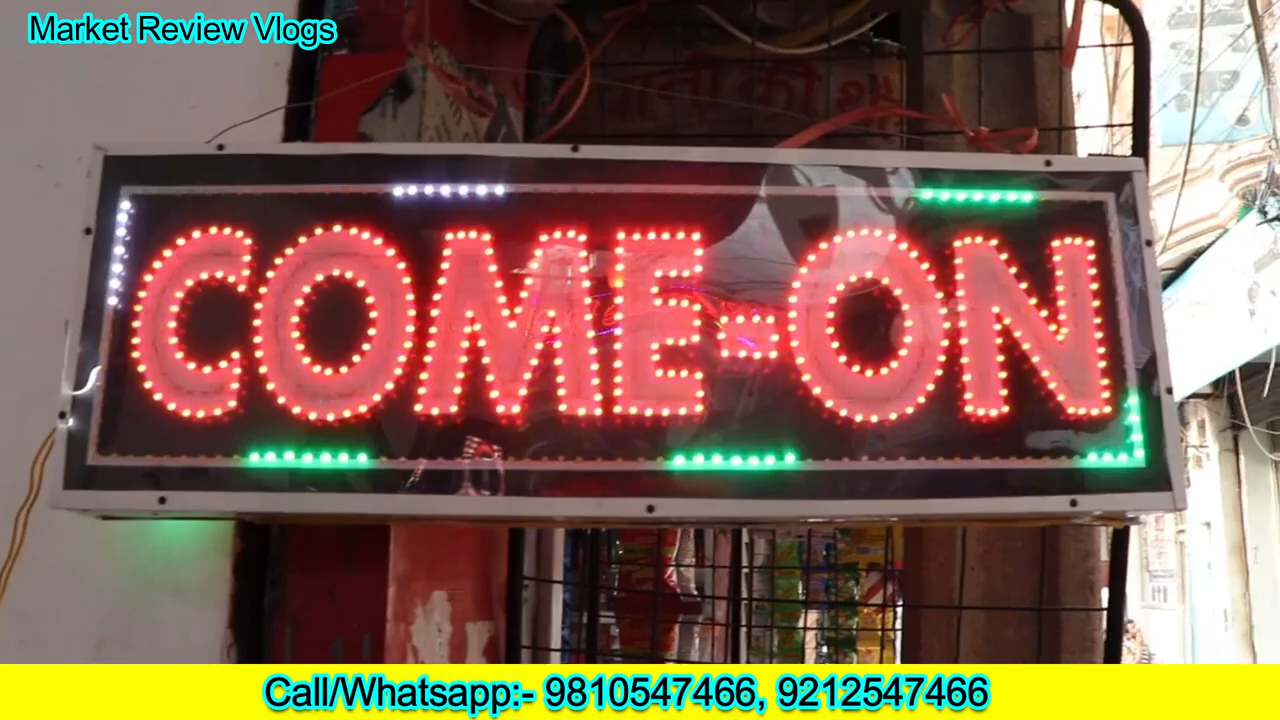 Market Review Vlogs
पानी की
COME-ON
Call/Whatsapp:- 9810547466, 9212547466